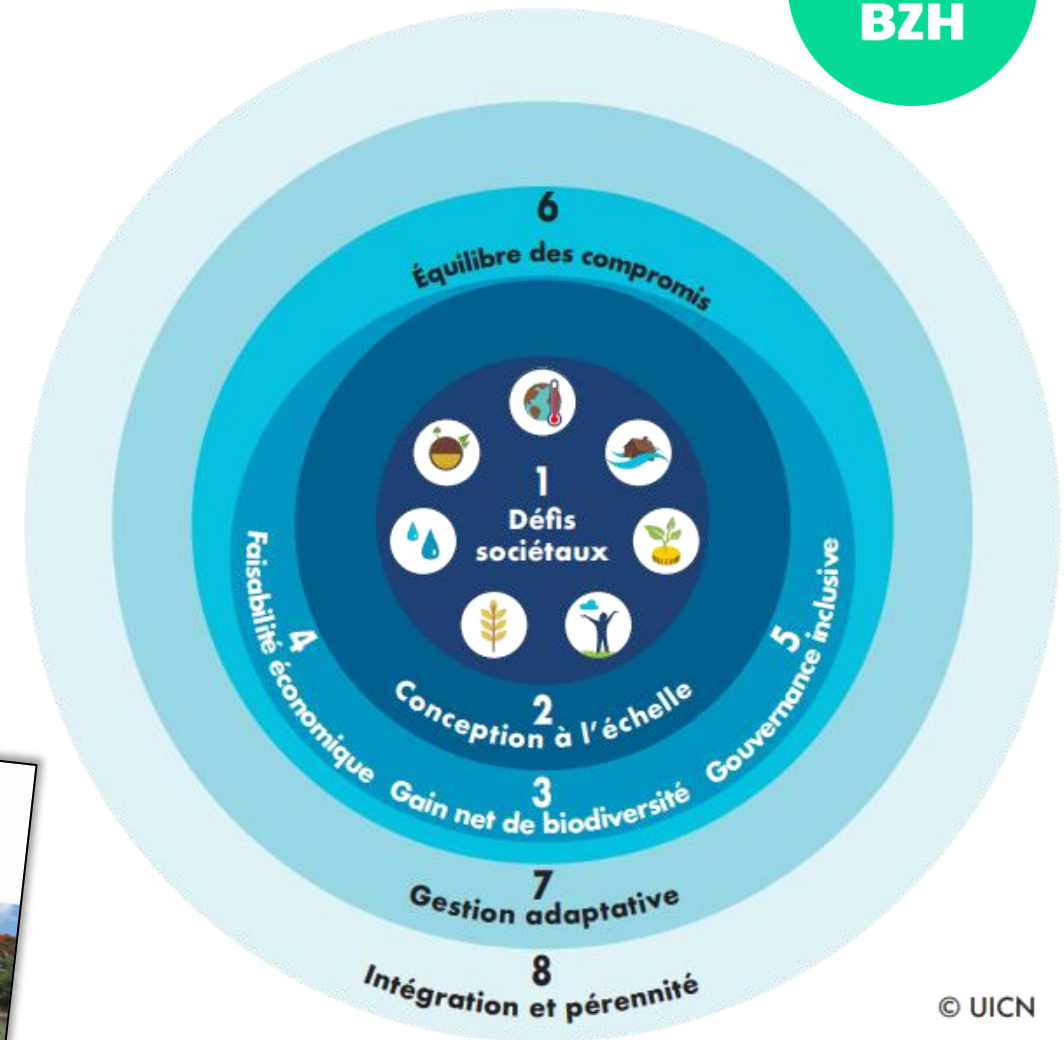 BZH
6
Équilibre des compromis
1
Défis
sociétaux
2
Conception à l'échelle
4
Faisabilité économique
3
Gain net de biodiversité
5
Gouvernance inclusive
7
Gestion adaptative
8
Intégration et pérennité
© UICN